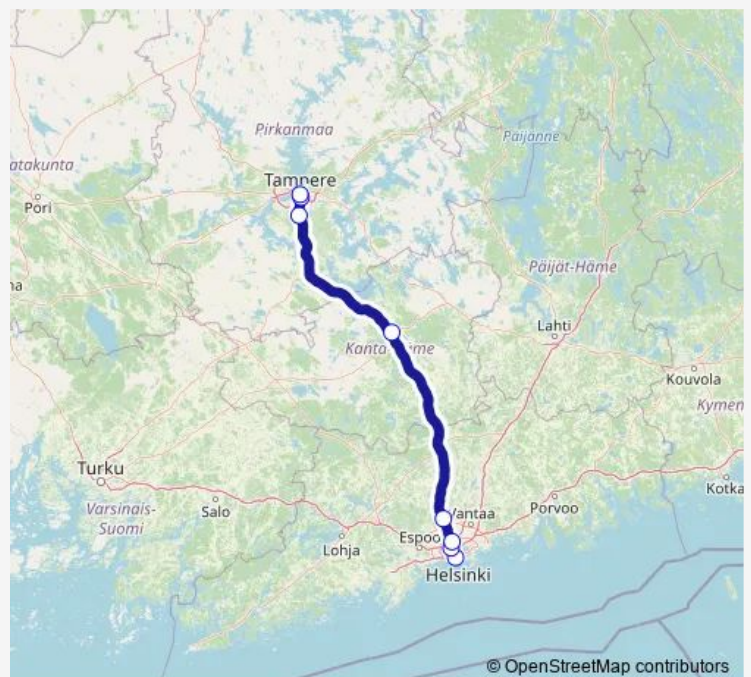 Pirkanmaa
Päijänne
atakunta
Tampere
Pori
Päijät-Häme
na
Lahti
Kanta-Häme
Kouvola
Kymen
Turku
Kotka
Varsinais-
Suomi
Salo
Vantaa
Porvoo
Espoo
Lohja
Helsinki
© OpenStreetMap contributors